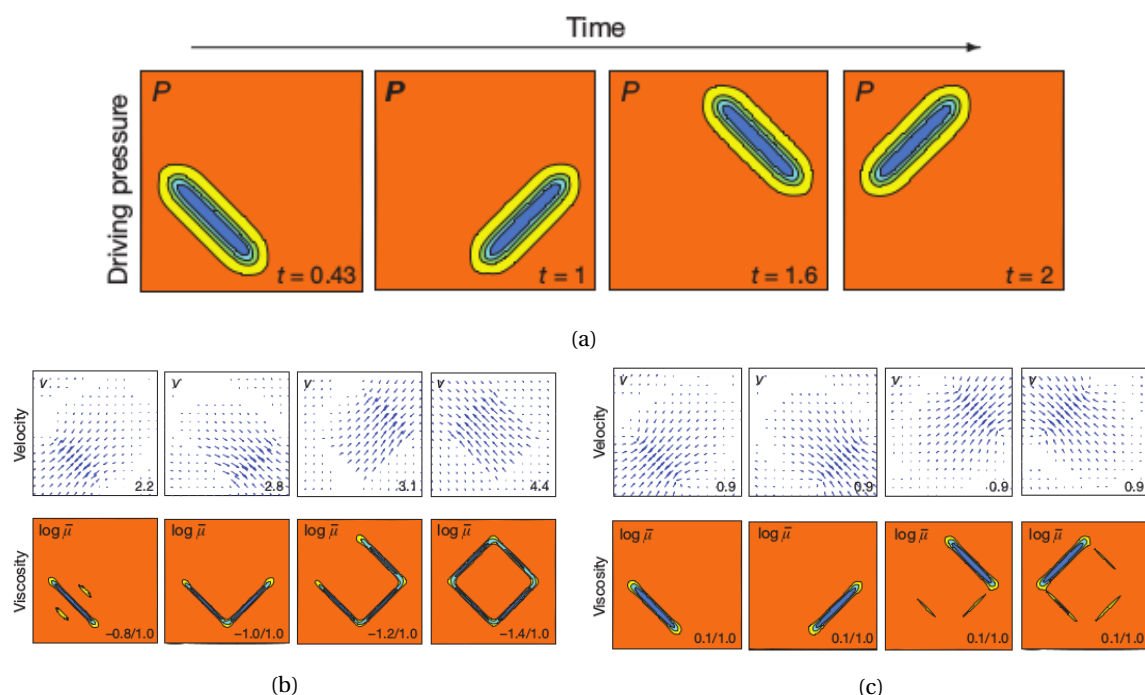 Time
Driving pressure
P
P
P
P
t = 0.43
t = 1
t = 1.6
t = 2
(a)
Velocity
v
v
v
v
2.2
2.8
3.1
4.4
Viscosity
log μ̅
log μ̅
log μ̅
log μ̅
−0.8/1.0
−1.0/1.0
−1.2/1.0
−1.4/1.0
(b)
Velocity
v
v
v
v
0.9
0.9
0.9
0.9
Viscosity
log μ̅
log μ̅
log μ̅
log μ̅
0.1/1.0
0.1/1.0
0.1/1.0
0.1/1.0
(c)